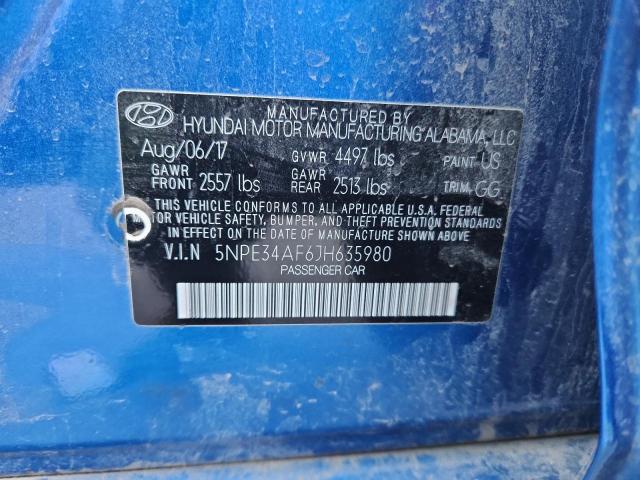 MANUFACTURED BY
HYUNDAI MOTOR MANUFACTURING ALABAMA, LLC
Aug/06/17 GVWR 4497 lbs PAINT US
GAWR FRONT 2557 lbs GAWR REAR 2513 lbs TRIM GG
THIS VEHICLE CONFORMS TO ALL APPLICABLE U.S.A. FEDERAL
MOTOR VEHICLE SAFETY, BUMPER, AND THEFT PREVENTION STANDARDS
IN EFFECT ON THE DATE OF MANUFACTURE SHOWN ABOVE.
V.I.N 5NPE34AF6JH635980
PASSENGER CAR